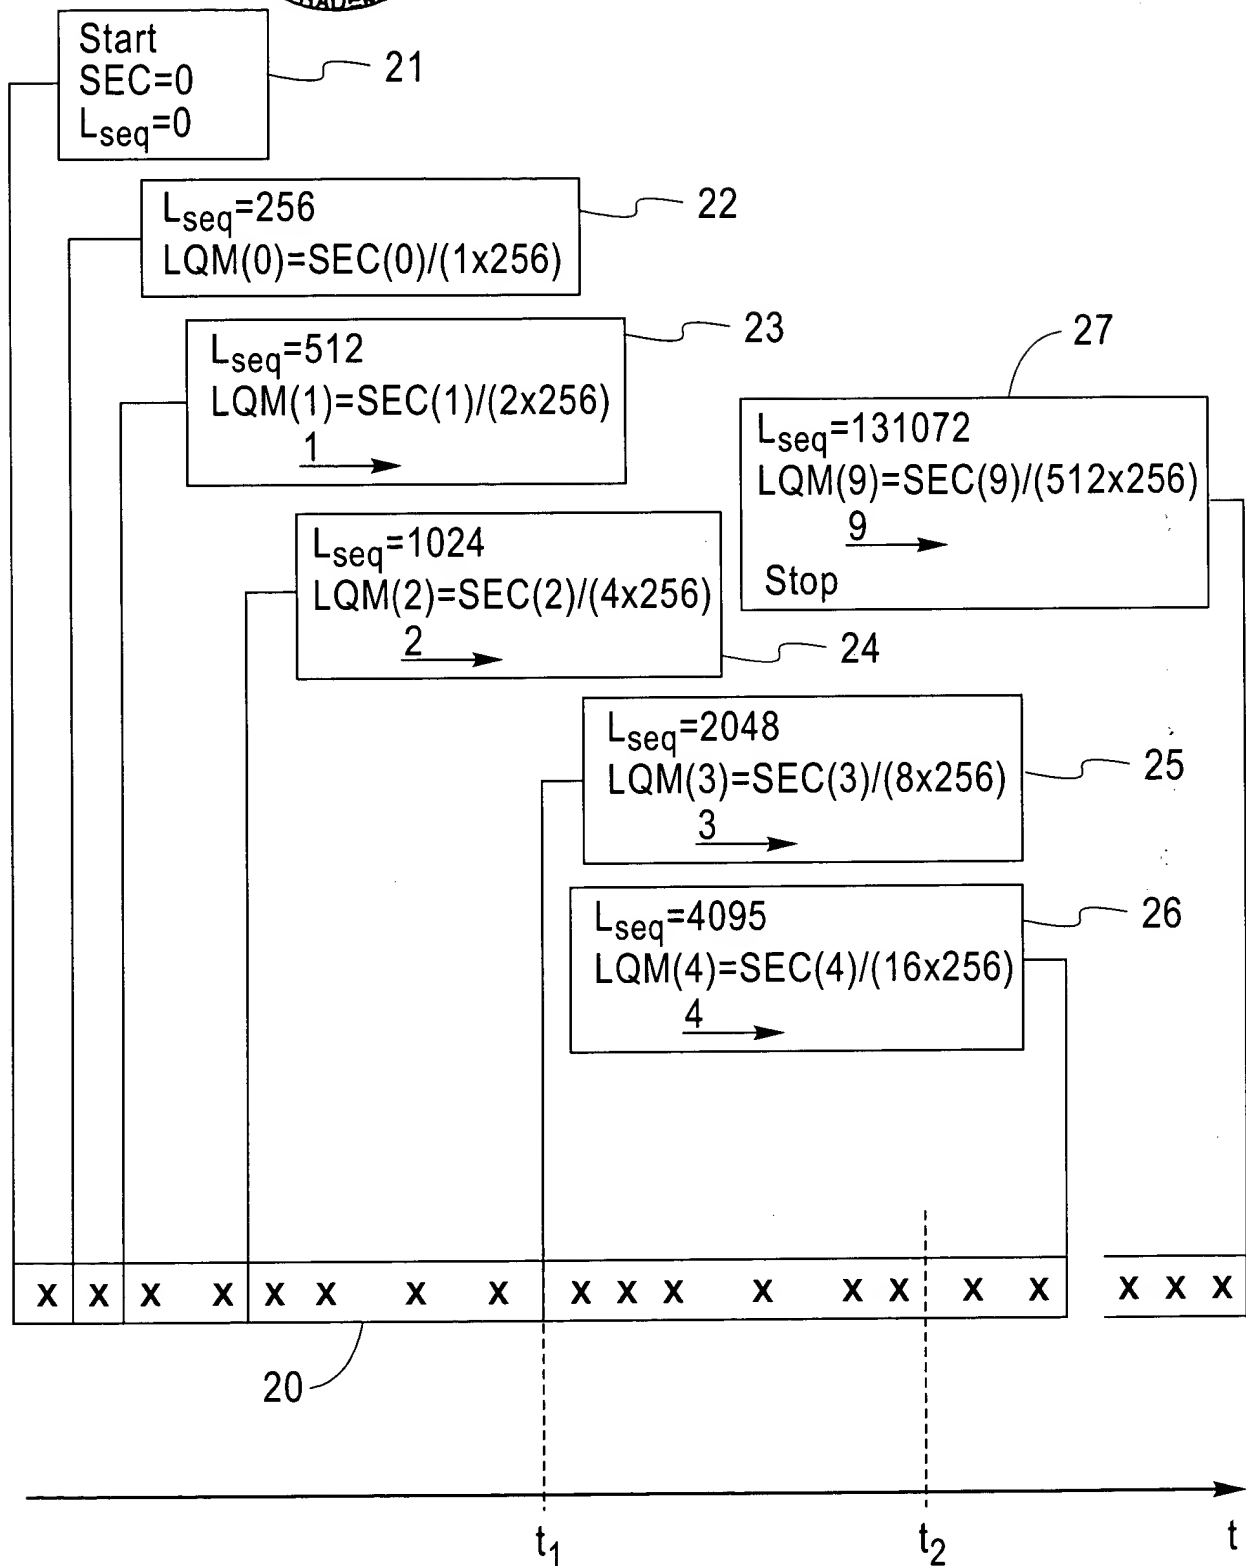 Start
SEC=0
Lseq=0
21
Lseq=256
LQM(0)=SEC(0)/(1x256)
22
Lseq=512
LQM(1)=SEC(1)/(2x256)
1
23
27
Lseq=131072
LQM(9)=SEC(9)/(512x256)
9
Stop
Lseq=1024
LQM(2)=SEC(2)/(4x256)
2
24
Lseq=2048
LQM(3)=SEC(3)/(8x256)
3
25
Lseq=4095
LQM(4)=SEC(4)/(16x256)
4
26
x x x x x x x x x x x x x x x x x x x
20
t1 t2 t